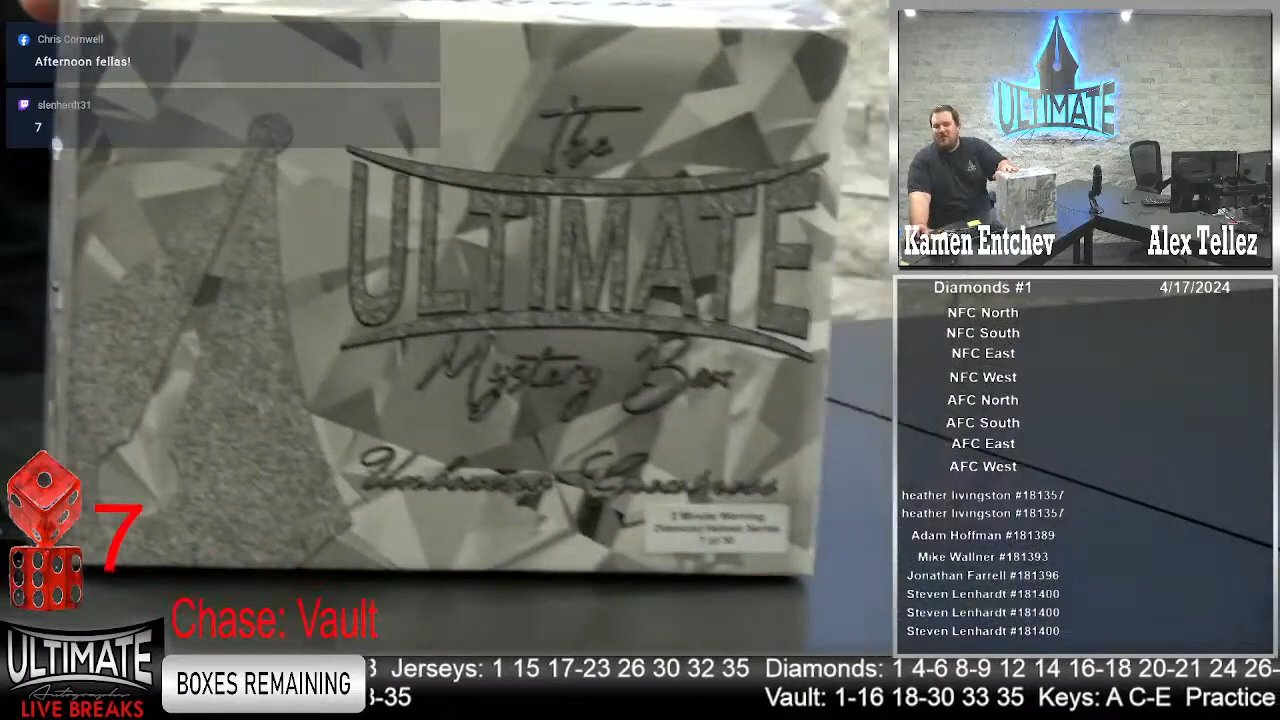 Chris Cornwell
Afternoon fellas!
slenhardt31
7
The
ULTIMATE
Mystery Box
7
Chase: Vault
ULTIMATE
Autographs
LIVE BREAKS
BOXES REMAINING
Jerseys: 1 15 17-23 26 30 32 35 Diamonds: 1 4-6 8-9 12 14 16-18 20-21 24 26-
3-35 Vault: 1-16 18-30 33 35 Keys: A C-E Practice
ULTIMATE
Kamen Entchev Alex Tellez
Diamonds #1 4/17/2024
NFC North
NFC South
NFC East
NFC West
AFC North
AFC South
AFC East
AFC West
heather livingston #181357
heather livingston #181357
Adam Hoffman #181389
Mike Wallner #181393
Jonathan Farrell #181396
Steven Lenhardt #181400
Steven Lenhardt #181400
Steven Lenhardt #181400